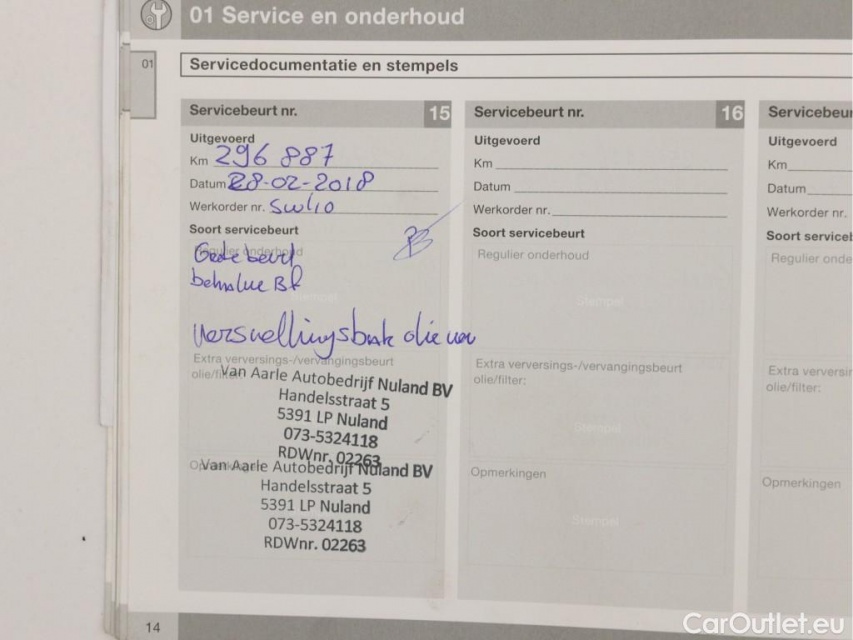 01 Service en onderhoud
01
Servicedocumentatie en stempels
Servicebeurt nr. 15
Uitgevoerd
Km 296 887
Datum 28-02-2018
Werkorder nr.
Soort servicebeurt
Regulier onderhoud
Grote beurt
behalve
versnellingsbak olie
Extra verversings-/vervangingsbeurt
olie/filter:
Van Aarle Autobedrijf Nuland BV
Handelsstraat 5
5391 LP Nuland
073-5324118
RDWnr. 02263
Van Aarle Autobedrijf Nuland BV
Handelsstraat 5
5391 LP Nuland
073-5324118
RDWnr. 02263
Servicebeurt nr. 16
Uitgevoerd
Km
Datum
Werkorder nr.
Soort servicebeurt
Regulier onderhoud
Stempel
Extra verversings-/vervangingsbeurt
olie/filter:
Stempel
Opmerkingen
Stempel
Servicebeur
Uitgevoerd
Km
Datum
Werkorder nr.
Soort servicebe
Regulier onde
Extra verversin
olie/filter:
Opmerkingen
14
CarOutlet.eu